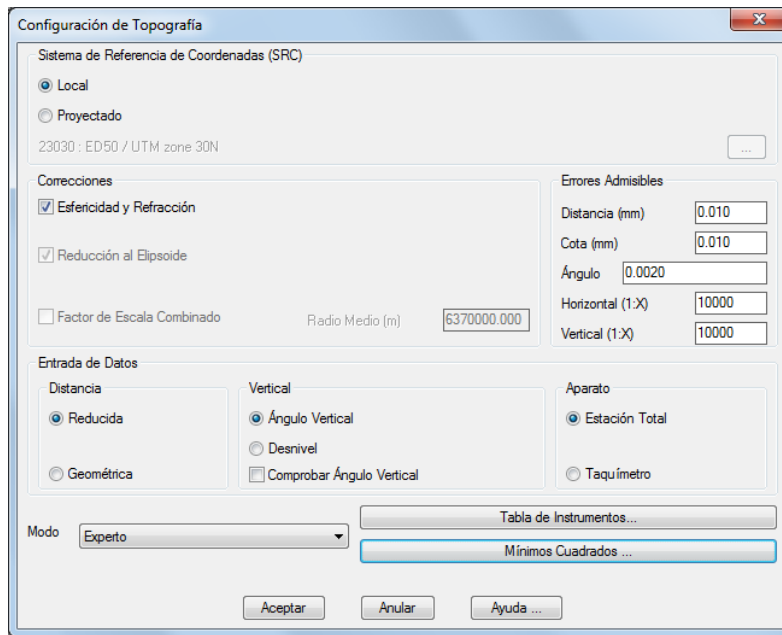 Configuración de Topografía
Sistema de Referencia de Coordenadas (SRC)
Local
Proyectado
23030 : ED50 / UTM zone 30N
...
Correcciones
Esfericidad y Refracción
Reducción al Elipsoide
Factor de Escala Combinado
Radio Medio (m)
6370000.000
Errores Admisibles
Distancia (mm)
0.010
Cota (mm)
0.010
Ángulo
0.0020
Horizontal (1:X)
10000
Vertical (1:X)
10000
Entrada de Datos
Distancia
Reducida
Geométrica
Vertical
Ángulo Vertical
Desnivel
Comprobar Ángulo Vertical
Aparato
Estación Total
Taquímetro
Modo
Experto
Tabla de Instrumentos...
Mínimos Cuadrados ...
Aceptar
Anular
Ayuda ...